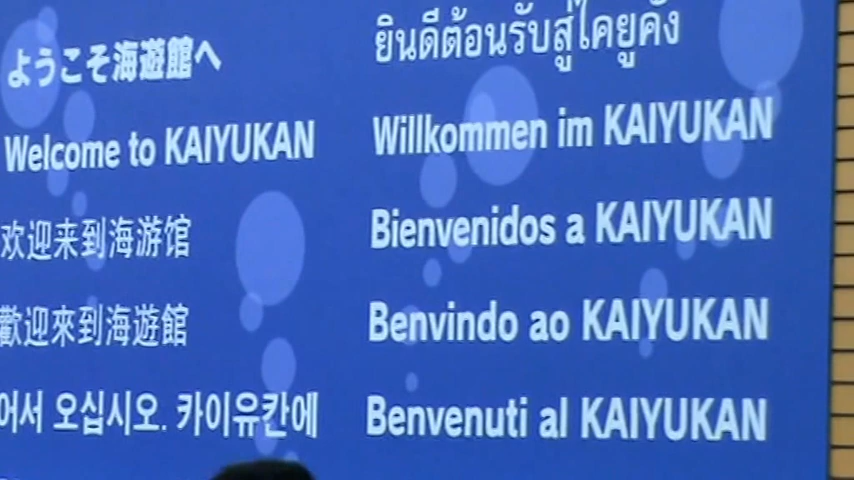 ようこそ海遊館へ
Welcome to KAIYUKAN
欢迎来到海游馆
歡迎來到海遊館
어서 오십시오. 카이유칸에
ยินดีต้อนรับสู่ไคยูคัง
Willkommen im KAIYUKAN
Bienvenidos a KAIYUKAN
Benvindo ao KAIYUKAN
Benvenuti al KAIYUKAN